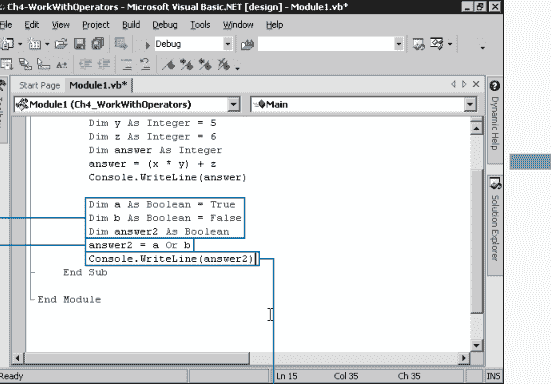 Ch4-WorkWithOperators - Microsoft Visual Basic.NET [design] - Module1.vb*
File Edit View Project Build Debug Tools Window Help
Debug
Start Page Module1.vb*
Module1 (Ch4_WorkWithOperators) Main
Dim y As Integer = 5
Dim z As Integer = 6
Dim answer As Integer
answer = (x * y) + z
Console.WriteLine(answer)
Dim a As Boolean = True
Dim b As Boolean = False
Dim answer2 As Boolean
answer2 = a Or b
Console.WriteLine(answer2)
End Sub
End Module
Dynamic Help
Solution Explorer
Ready Ln 15 Col 35 Ch 35 INS